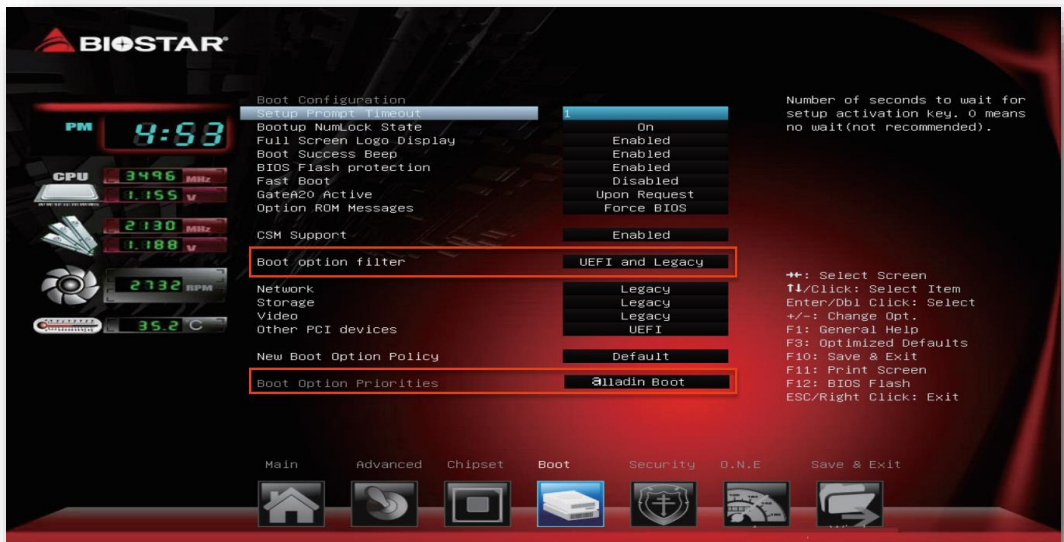 BIOSTAR
Boot Configuration
Setup Prompt Timeout 1
Bootup NumLock State On
Full Screen Logo Display Enabled
Boot Success Beep Enabled
BIOS Flash protection Enabled
Fast Boot Disabled
GateA20 Active Upon Request
Option ROM Messages Force BIOS
CSM Support Enabled
Boot option filter UEFI and Legacy
Network Legacy
Storage Legacy
Video Legacy
Other PCI devices UEFI
New Boot Option Policy Default
Boot Option Priorities alladin Boot
PM 4:53
CPU 3496 MHz
1.155 V
2130 MHz
1.188 V
2732 RPM
35.2 C
Number of seconds to wait for
setup activation key. 0 means
no wait(not recommended).
→←: Select Screen
↑↓/Click: Select Item
Enter/Dbl Click: Select
+/-: Change Opt.
F1: General Help
F3: Optimized Defaults
F10: Save & Exit
F11: Print Screen
F12: BIOS Flash
ESC/Right Click: Exit
Main Advanced Chipset Boot Security O.N.E Save & Exit